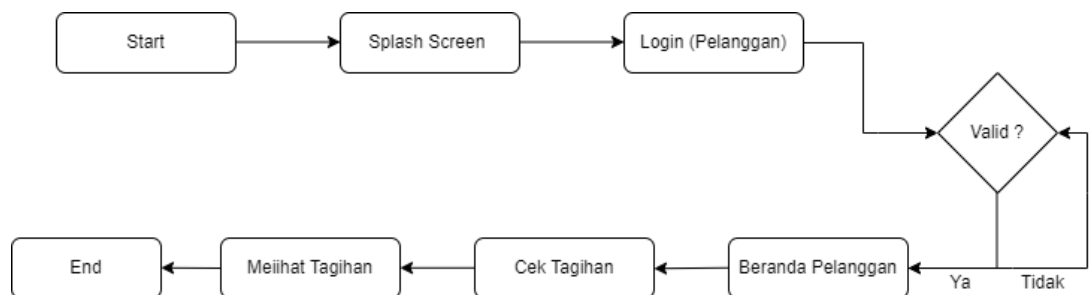 Start
Splash Screen
Login (Pelanggan)
Valid ?
End
Meiihat Tagihan
Cek Tagihan
Beranda Pelanggan
Ya
Tidak